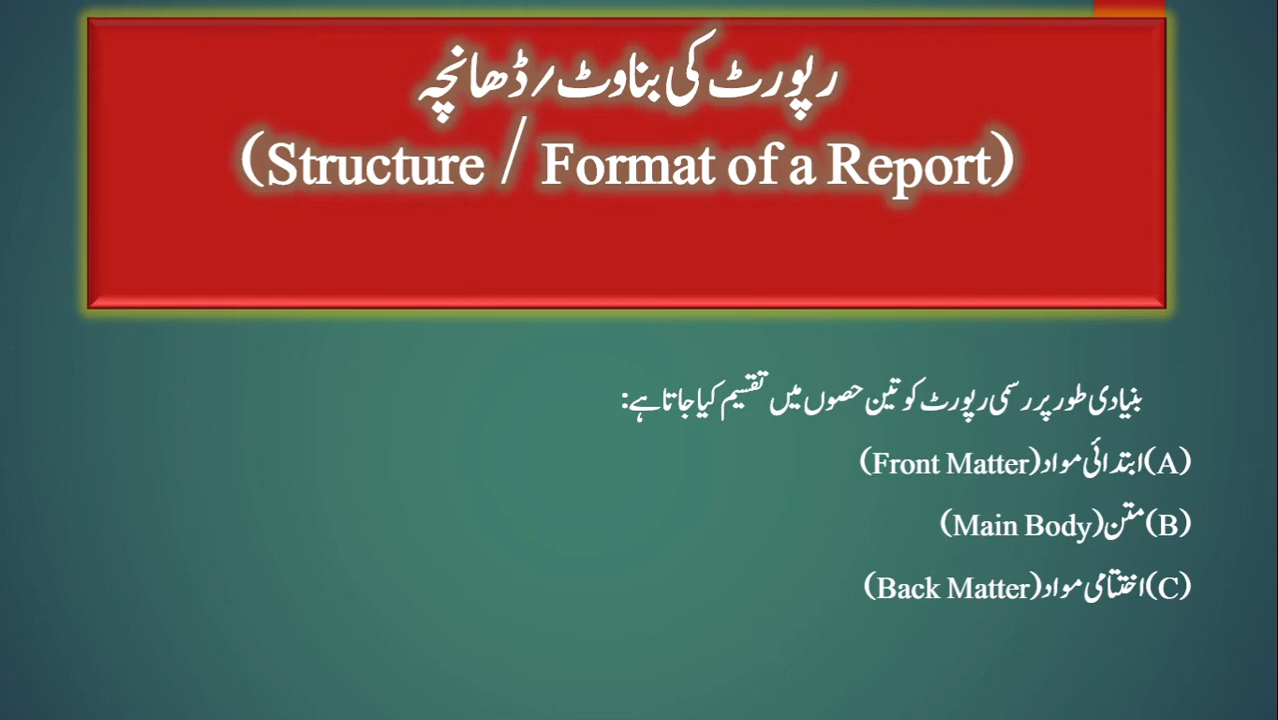 رپورٹ کی بناوٹ؍ڈھانچہ
(Structure / Format of a Report)
بنیادی طور پر رسمی رپورٹ کو تین حصوں میں تقسیم کیا جاتا ہے:
(A)ابتدائی مواد(Front Matter)
(B)متن(Main Body)
(C)اختتامی مواد(Back Matter)